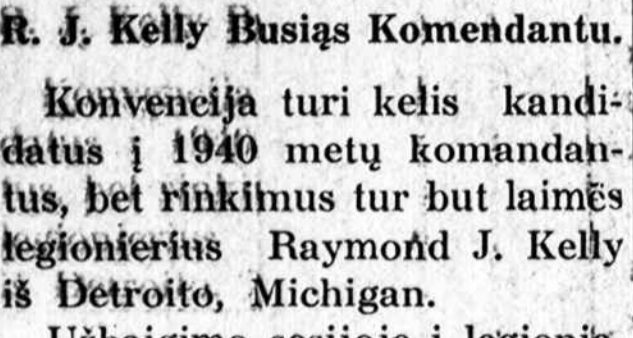 R. J. Kelly Busiąs Komendantu.
Konvencija turi kelis kandi-
datus į 1940 metų komandan-
tus, bet rinkimus tur but laimės
legionierius Raymond J. Kelly
iš Detroito, Michigan.